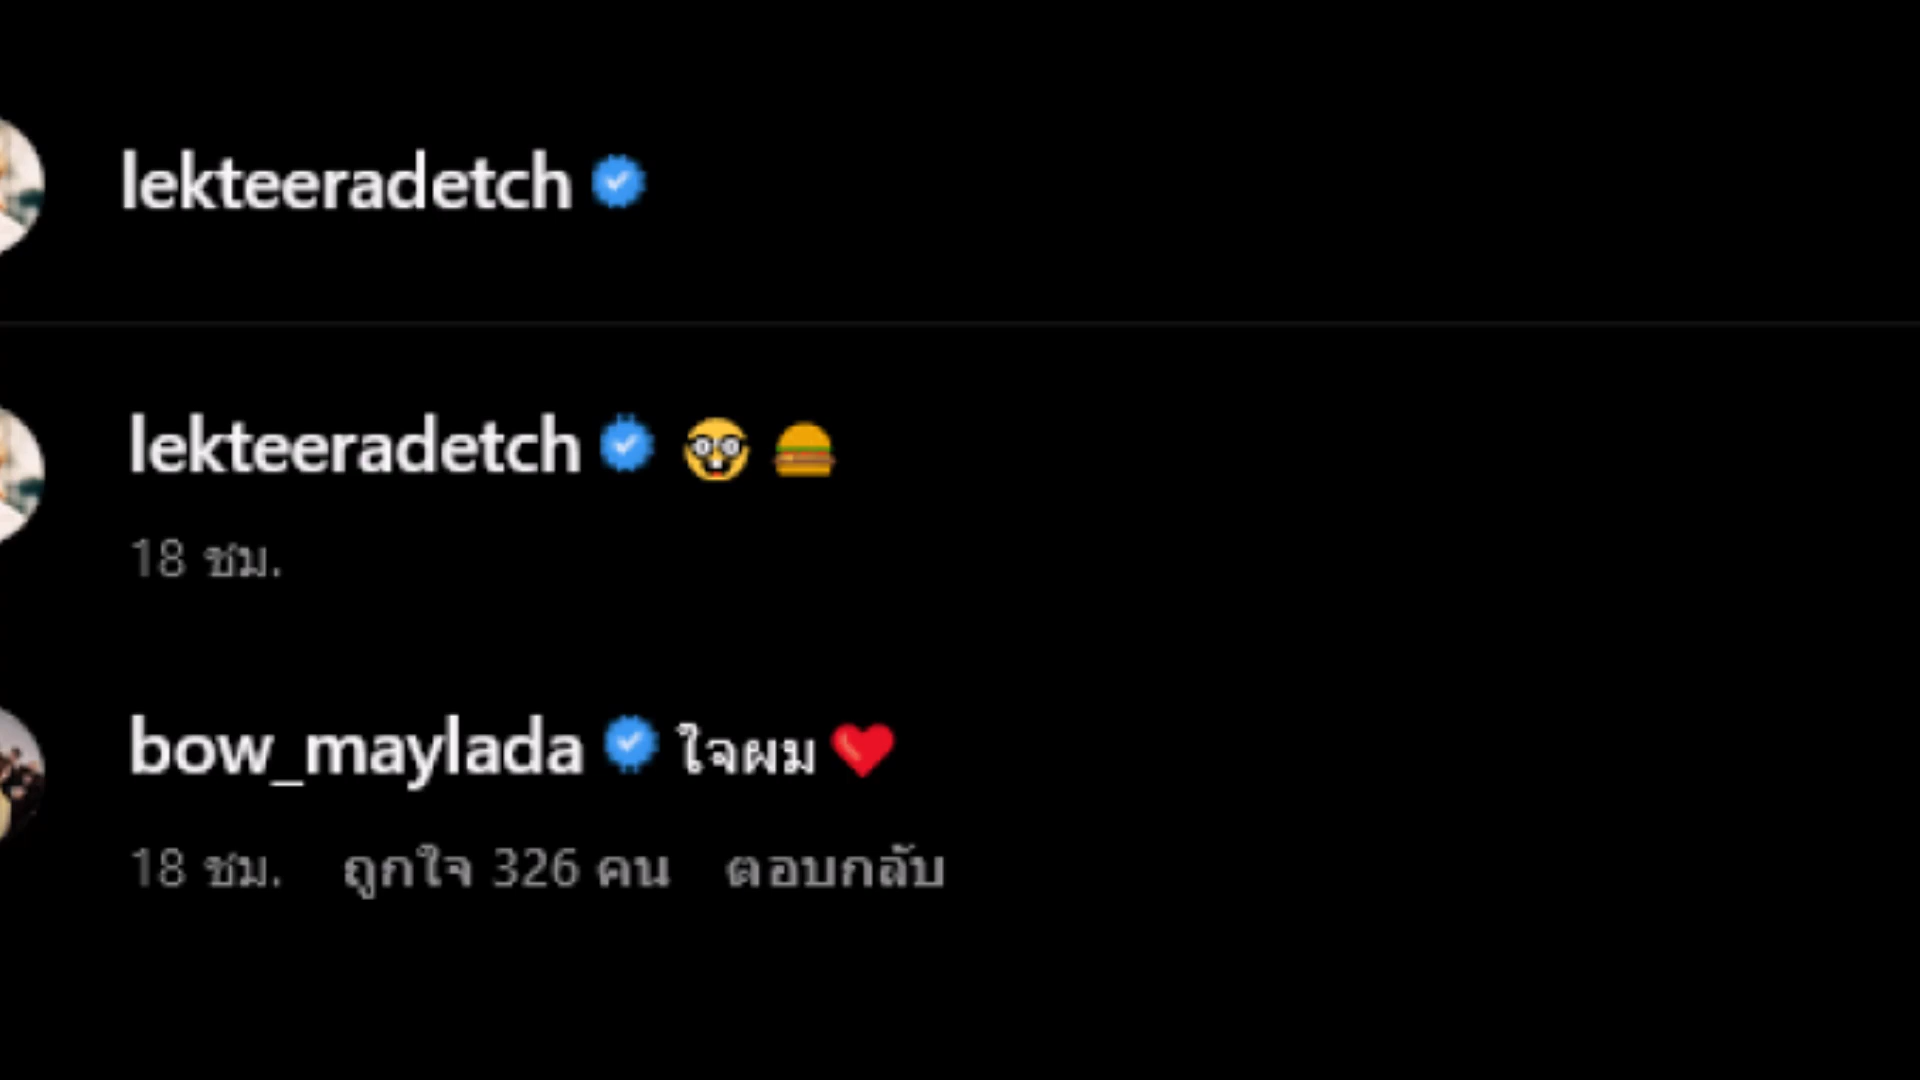 lekteeradetch
lekteeradetch 🥸 🍔
18 ชม.
bow_maylada ใจผม ❤️
18 ชม. ถูกใจ 326 คน ตอบกลับ